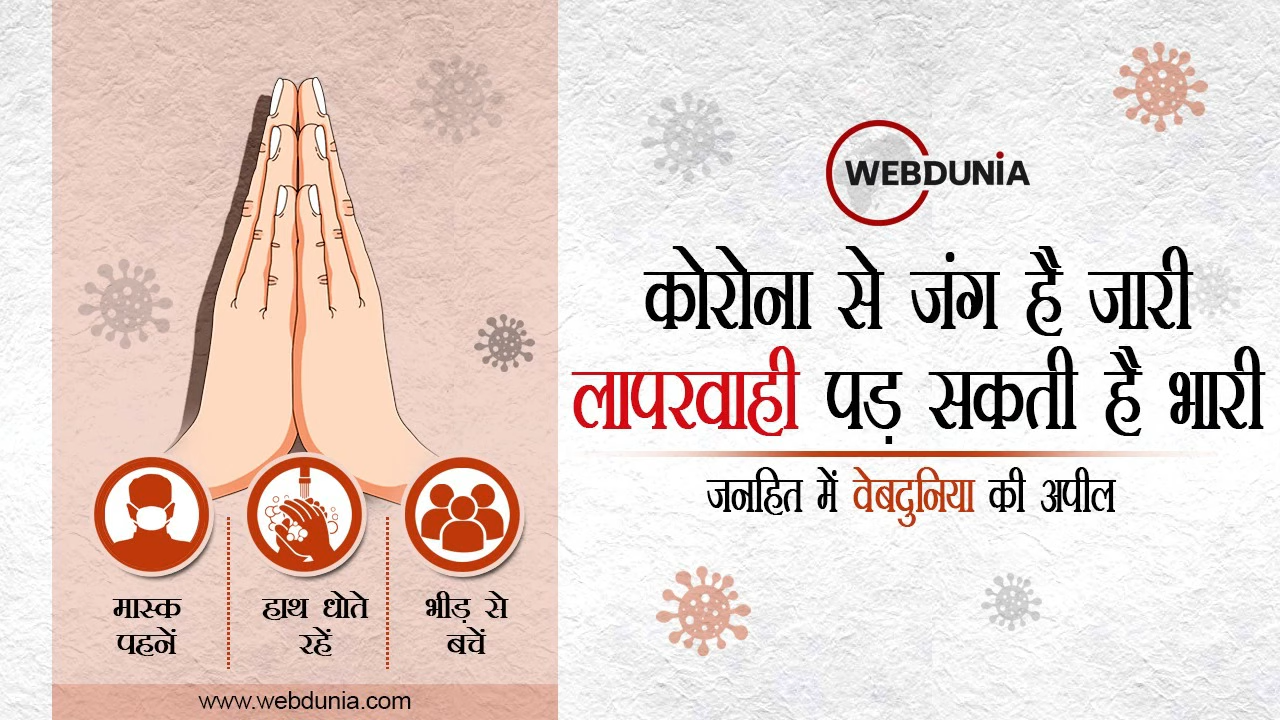 WEBDUNIA
कोरोना से जंग है जारी
लापरवाही पड़ सकती है भारी
जनहित में वेबदुनिया की अपील
मास्क
पहनें
हाथ धोते
रहें
भीड़ से
बचें
www.webdunia.com